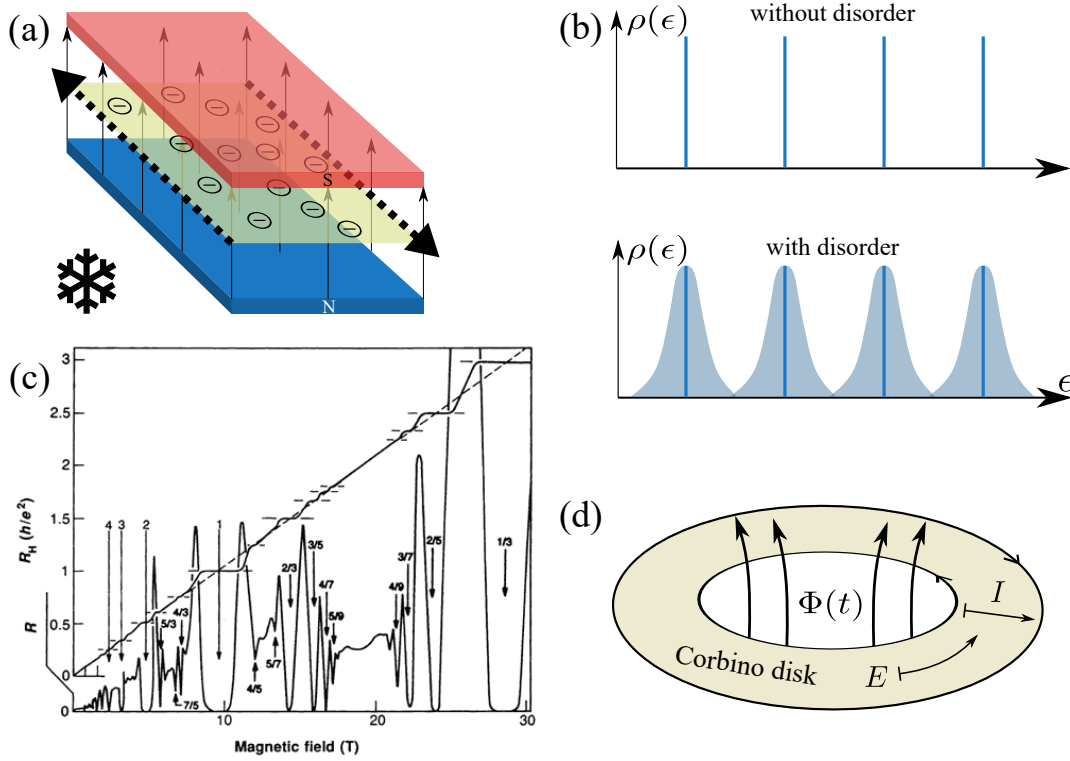 (a)
S
N
(b)
ρ(ϵ)
without disorder
ρ(ϵ)
with disorder
ϵ
(c)
3
2.5
2
1.5
1
0.5
0
0
R_H (h/e²)
R
4 3 2 1
5/3
4/3
7/5
4/5
5/7
2/3
3/5
4/7
5/9
4/9
3/7
2/5
1/3
10 20 30
Magnetic field (T)
(d)
Φ(t)
I
E
Corbino disk